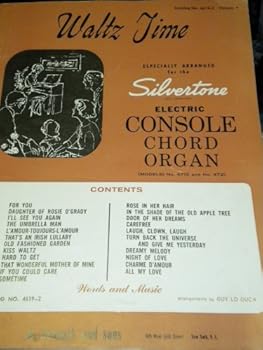 Waltz Time
ESPECIALLY ARRANGED
for the
Silvertone
ELECTRIC
CONSOLE
CHORD
ORGAN
CONTENTS
FOR YOU
DAUGHTER OF ROSIE O'GRADY
I'LL SEE YOU AGAIN
THE UMBRELLA MAN
L'AMOUR-TOUJOURS-L'AMOUR
THAT'S AN IRISH LULLABY
OLD FASHIONED GARDEN
KISS WALTZ
HARD TO GET
THAT WONDERFUL MOTHER OF MINE
IF YOU COULD CARE
SOMETIME
ROSE IN HER HAIR
IN THE SHADE OF THE OLD APPLE TREE
DOOR OF HER DREAMS
CAREFREE
LAUGH, CLOWN, LAUGH
TURN BACK THE UNIVERSE
AND GIVE ME YESTERDAY
DREAMY MELODY
NIGHT OF LOVE
CHARME D'AMOUR
ALL MY LOVE
Words and Music
NO. 4619-2
arrangements by GUY LO DUCA
New York, N. Y.